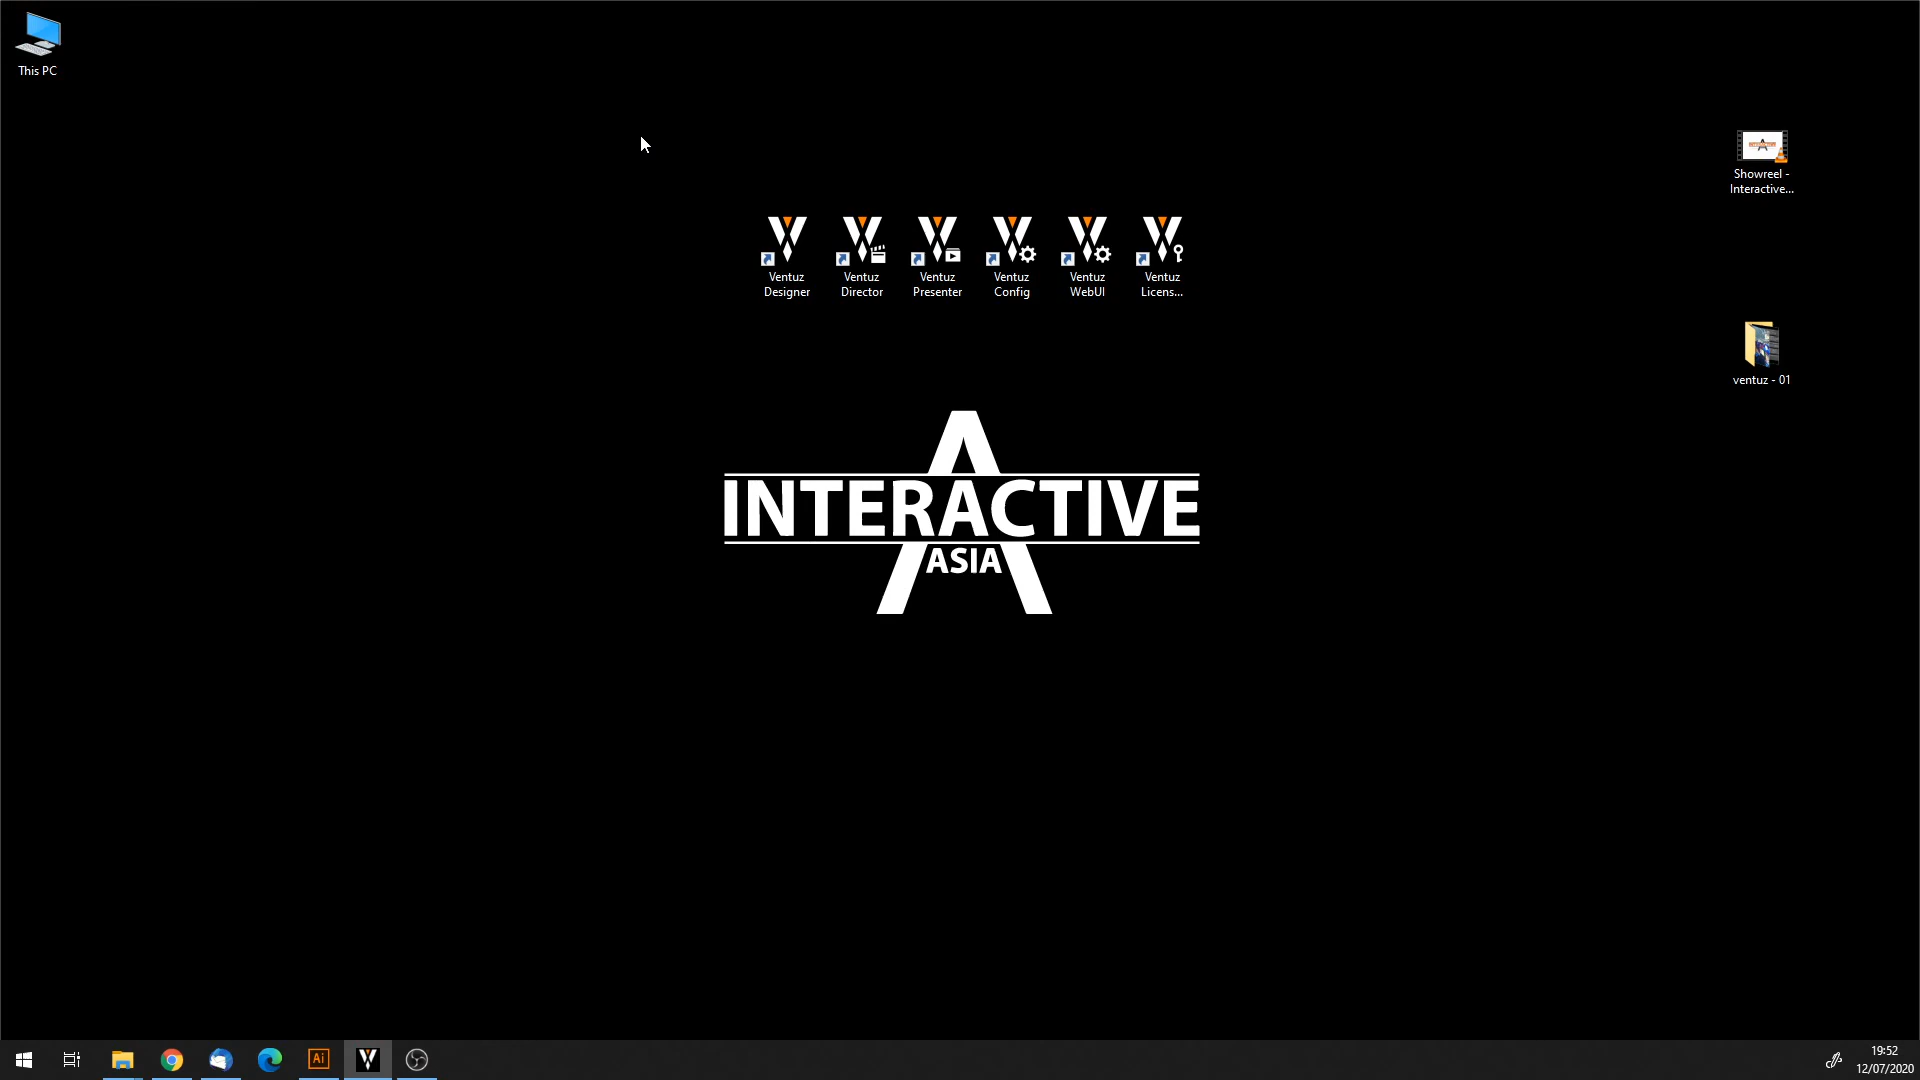 This PC
Showreel -
Interactive...
Ventuz
Designer
Ventuz
Director
Ventuz
Presenter
Ventuz
Config
Ventuz
WebUI
Ventuz
Licens...
ventuz - 01
A
INTERACTIVE
ASIA
Ai
19:52
12/07/2020